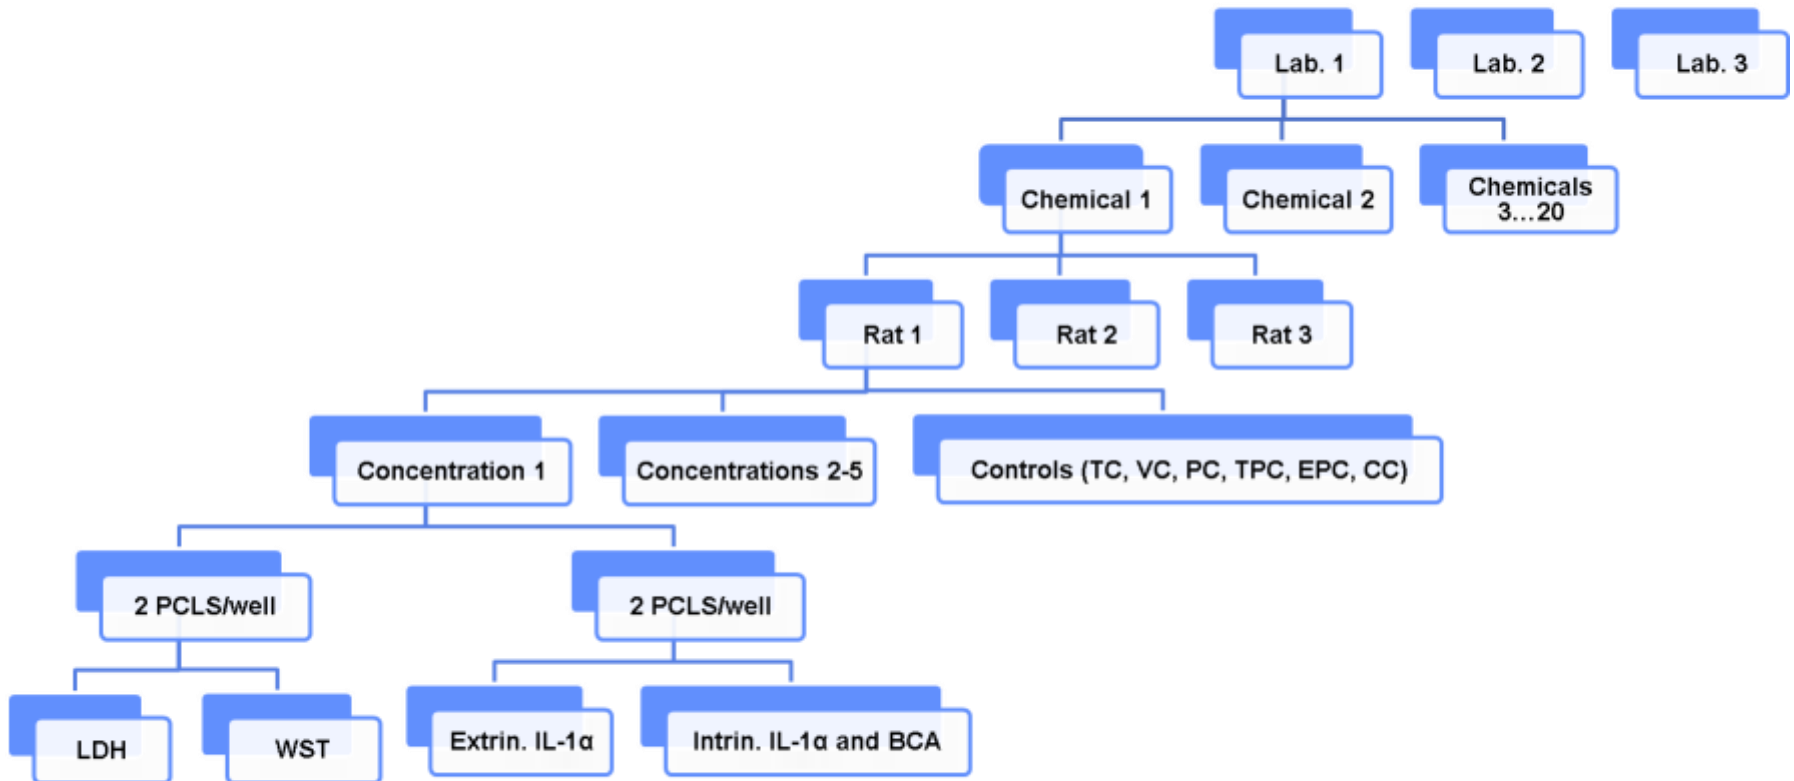 Lab. 1
Lab. 2
Lab. 3
Chemical 1
Chemical 2
Chemicals
3...20
Rat 1
Rat 2
Rat 3
Concentration 1
Concentrations 2-5
Controls (TC, VC, PC, TPC, EPC, CC)
2 PCLS/well
2 PCLS/well
LDH
WST
Extrin. IL-1α
Intrin. IL-1α and BCA